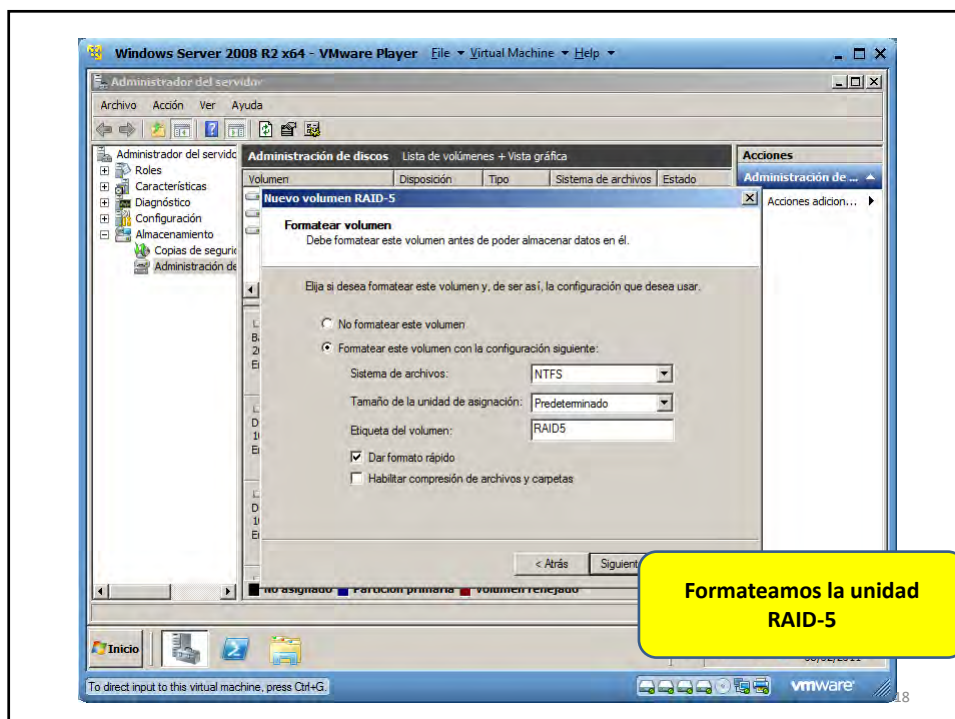 Windows Server 2008 R2 x64 - VMware Player File Virtual Machine Help
Administrador del servidor
Archivo Acción Ver Ayuda
Administrador del servidc
Roles
Características
Diagnóstico
Configuración
Almacenamiento
Copias de seguric
Administración de
Administración de discos Lista de volúmenes + Vista gráfica
Volumen Disposición Tipo Sistema de archivos Estado
Acciones
Administración de ...
Acciones adicion...
Nuevo volumen RAID-5
Formatear volumen
Debe formatear este volumen antes de poder almacenar datos en él.
Elija si desea formatear este volumen y, de ser así, la configuración que desea usar.
No formatear este volumen
Formatear este volumen con la configuración siguiente:
Sistema de archivos: NTFS
Tamaño de la unidad de asignación: Predeterminado
Etiqueta del volumen: RAID5
Dar formato rápido
Habilitar compresión de archivos y carpetas
< Atrás Siguient
No asignado Partición primaria Volumen reflejado
Formateamos la unidad
RAID-5
Inicio
To direct input to this virtual machine, press Ctrl+G.
vmware
18